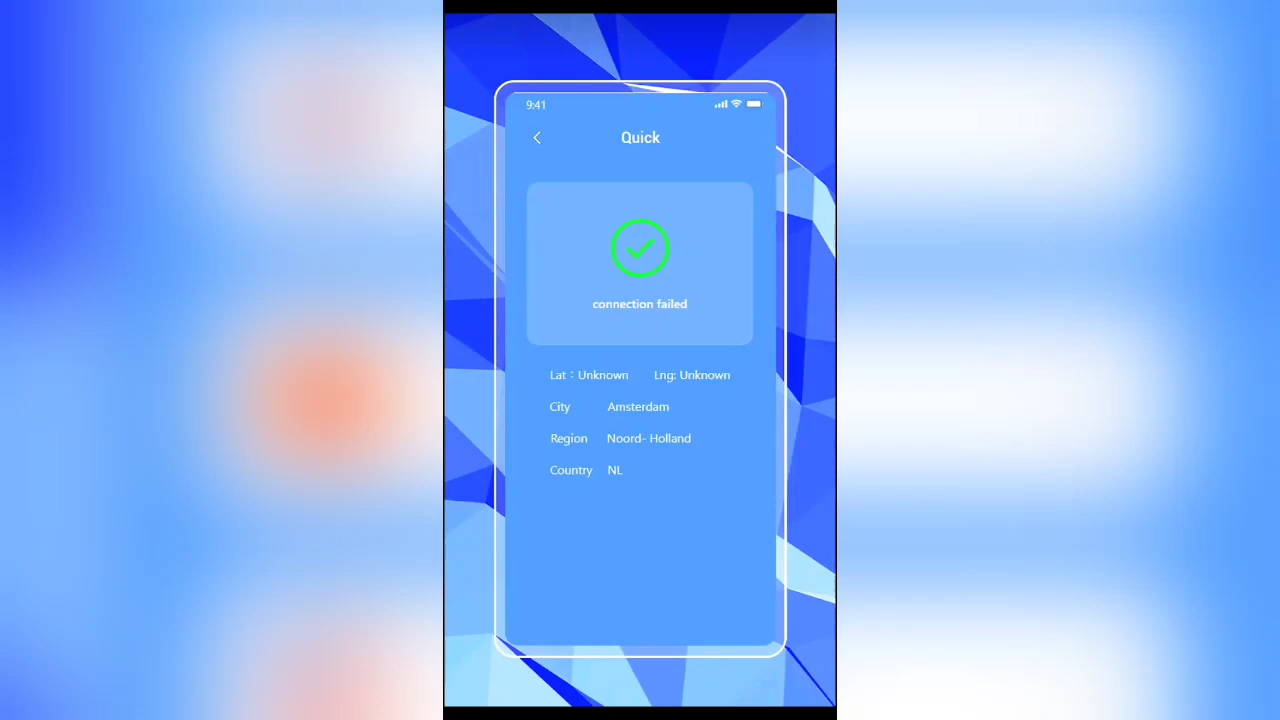 9:41
Quick
connection failed
Lat：Unknown Lng: Unknown
City Amsterdam
Region Noord- Holland
Country NL